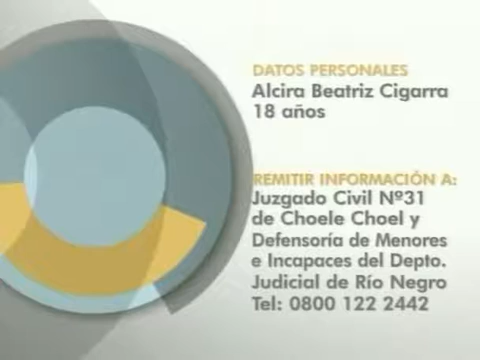 DATOS PERSONALES
Alcira Beatriz Cigarra
18 años
REMITIR INFORMACIÓN A:
Juzgado Civil Nº31
de Choele Choel y
Defensoría de Menores
e Incapaces del Depto.
Judicial de Río Negro
Tel: 0800 122 2442